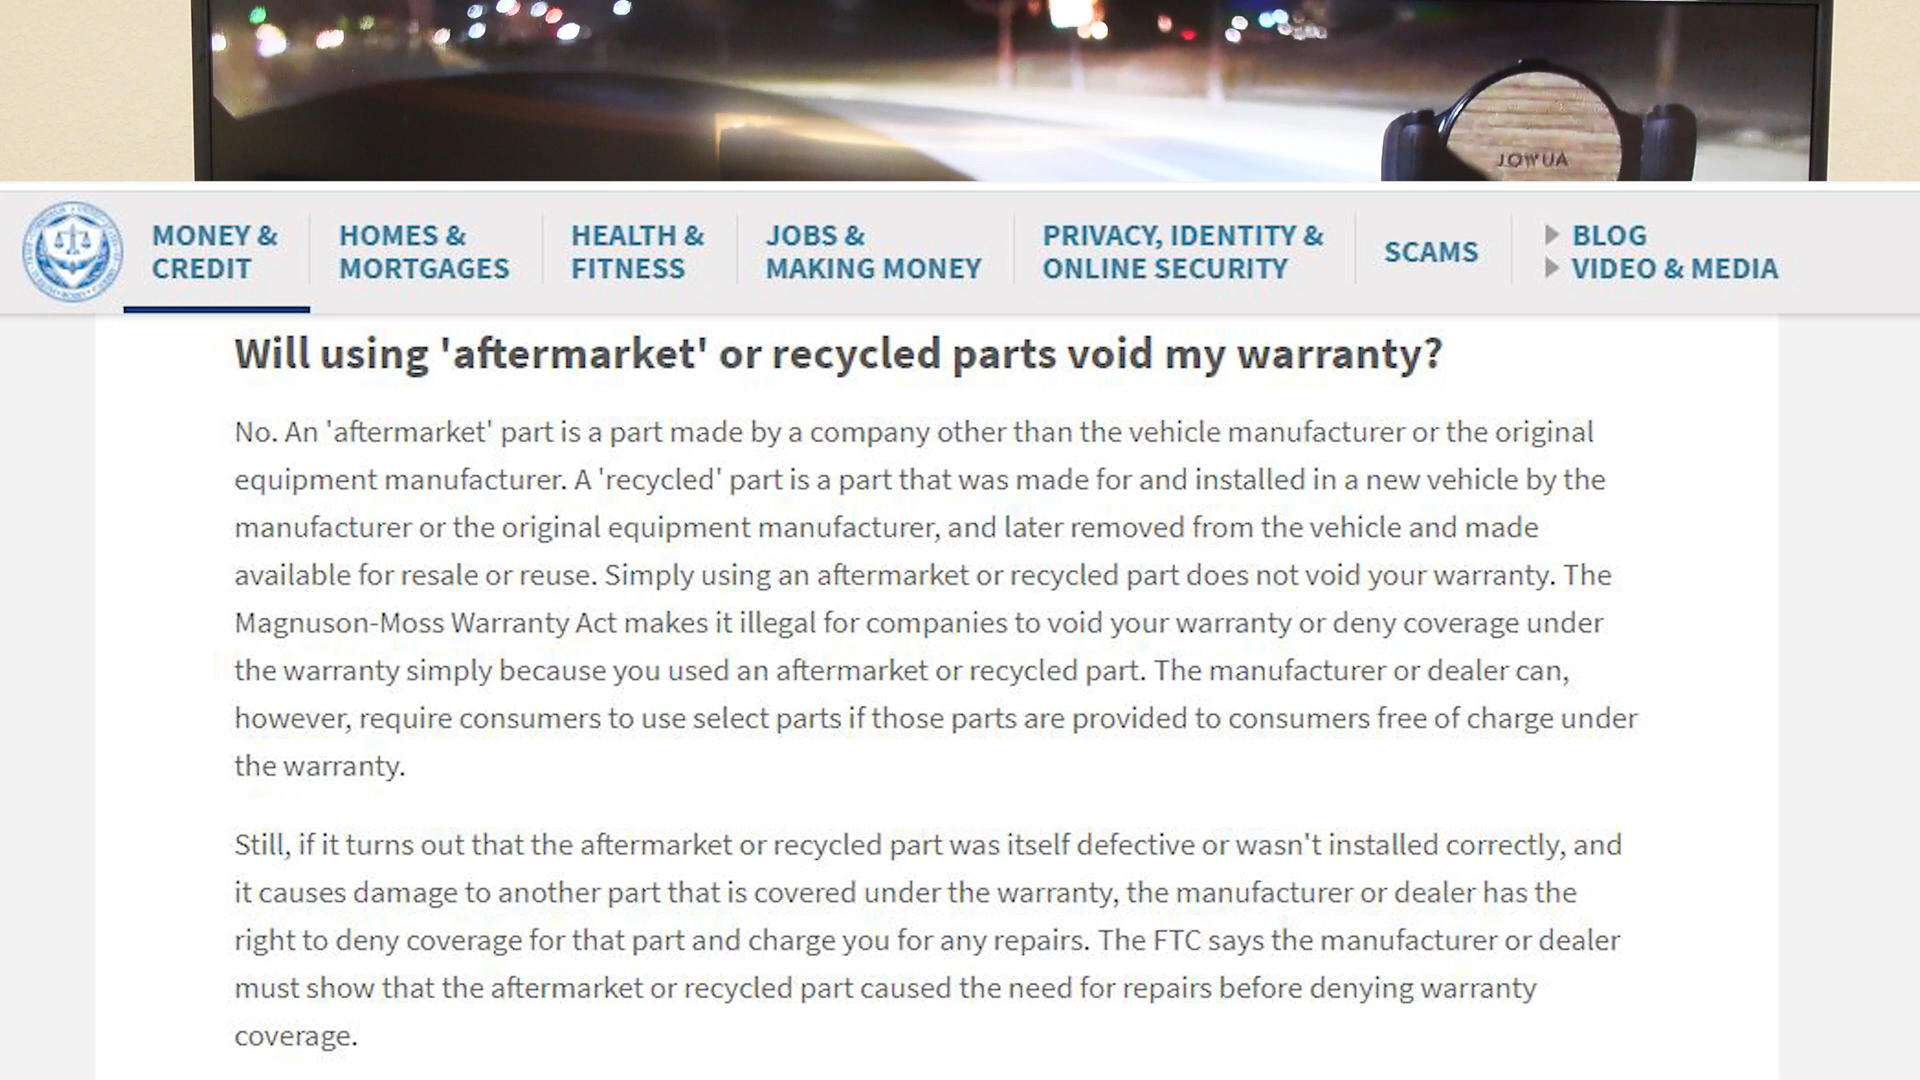 JOWUA
MONEY &
CREDIT
HOMES &
MORTGAGES
HEALTH &
FITNESS
JOBS &
MAKING MONEY
PRIVACY, IDENTITY &
ONLINE SECURITY
SCAMS
BLOG
VIDEO & MEDIA
Will using 'aftermarket' or recycled parts void my warranty?
No. An 'aftermarket' part is a part made by a company other than the vehicle manufacturer or the original
equipment manufacturer. A 'recycled' part is a part that was made for and installed in a new vehicle by the
manufacturer or the original equipment manufacturer, and later removed from the vehicle and made
available for resale or reuse. Simply using an aftermarket or recycled part does not void your warranty. The
Magnuson-Moss Warranty Act makes it illegal for companies to void your warranty or deny coverage under
the warranty simply because you used an aftermarket or recycled part. The manufacturer or dealer can,
however, require consumers to use select parts if those parts are provided to consumers free of charge under
the warranty.
Still, if it turns out that the aftermarket or recycled part was itself defective or wasn't installed correctly, and
it causes damage to another part that is covered under the warranty, the manufacturer or dealer has the
right to deny coverage for that part and charge you for any repairs. The FTC says the manufacturer or dealer
must show that the aftermarket or recycled part caused the need for repairs before denying warranty
coverage.